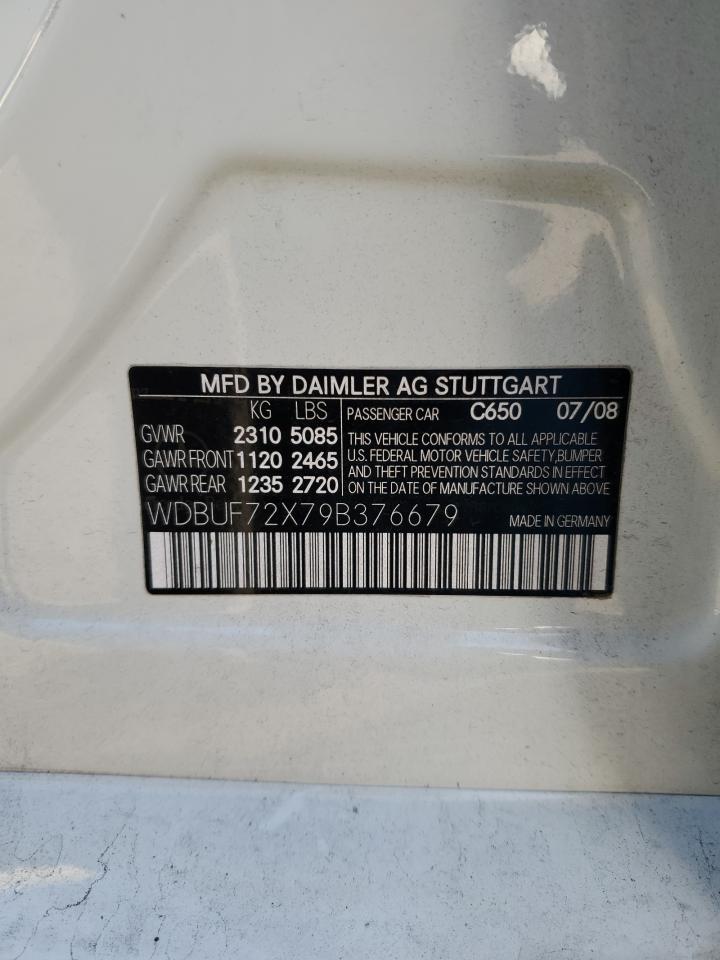 MFD BY DAIMLER AG STUTTGART
KG LBS
GVWR 2310 5085
GAWR FRONT 1120 2465
GAWR REAR 1235 2720
PASSENGER CAR C650 07/08
THIS VEHICLE CONFORMS TO ALL APPLICABLE
U.S. FEDERAL MOTOR VEHICLE SAFETY,BUMPER
AND THEFT PREVENTION STANDARDS IN EFFECT
ON THE DATE OF MANUFACTURE SHOWN ABOVE
WDBUF72X79B376679 MADE IN GERMANY